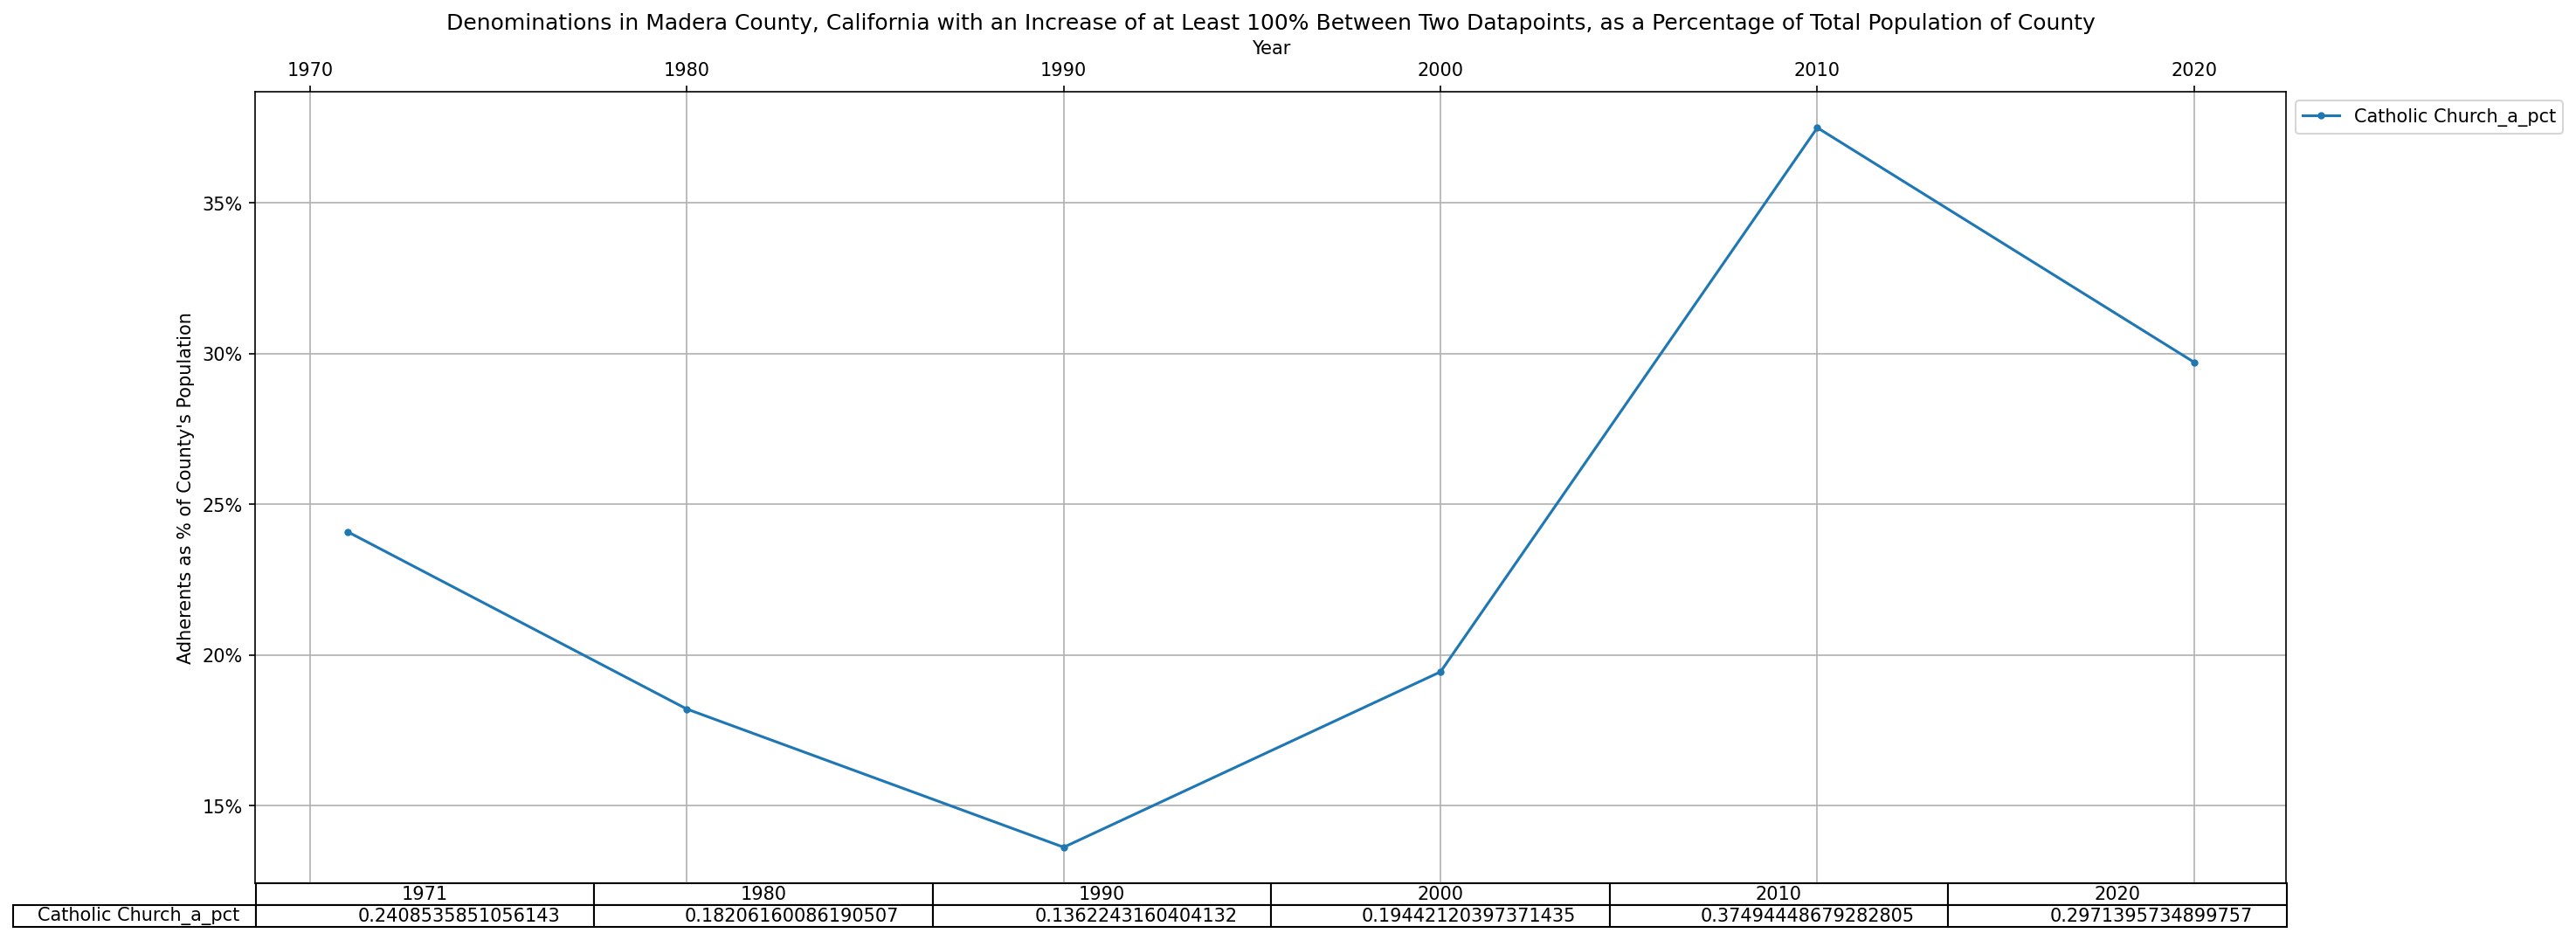 Denominations in Madera County, California with an Increase of at Least 100% Between Two Datapoints, as a Percentage of Total Population of County
Year
1970 1980 1990 2000 2010 2020
Catholic Church_a_pct
35%
30%
25%
20%
15%
Adherents as % of County's Population
1971 1980 1990 2000 2010 2020
Catholic Church_a_pct 0.2408535851056143 0.18206160086190507 0.1362243160404132 0.19442120397371435 0.37494448679282805 0.2971395734899757